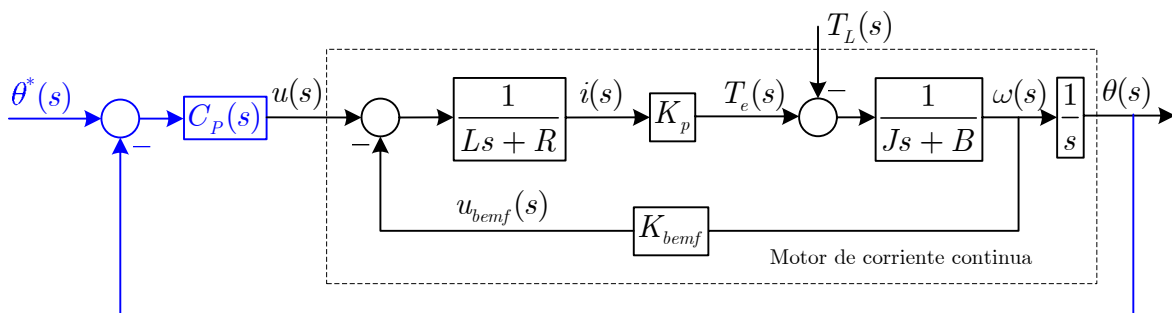 T_L(s)
θ*(s) − C_P(s) u(s) − 1/(Ls + R) i(s) K_p T_e(s) − 1/(Js + B) ω(s) 1/s θ(s)
u_bemf(s) K_bemf
Motor de corriente continua